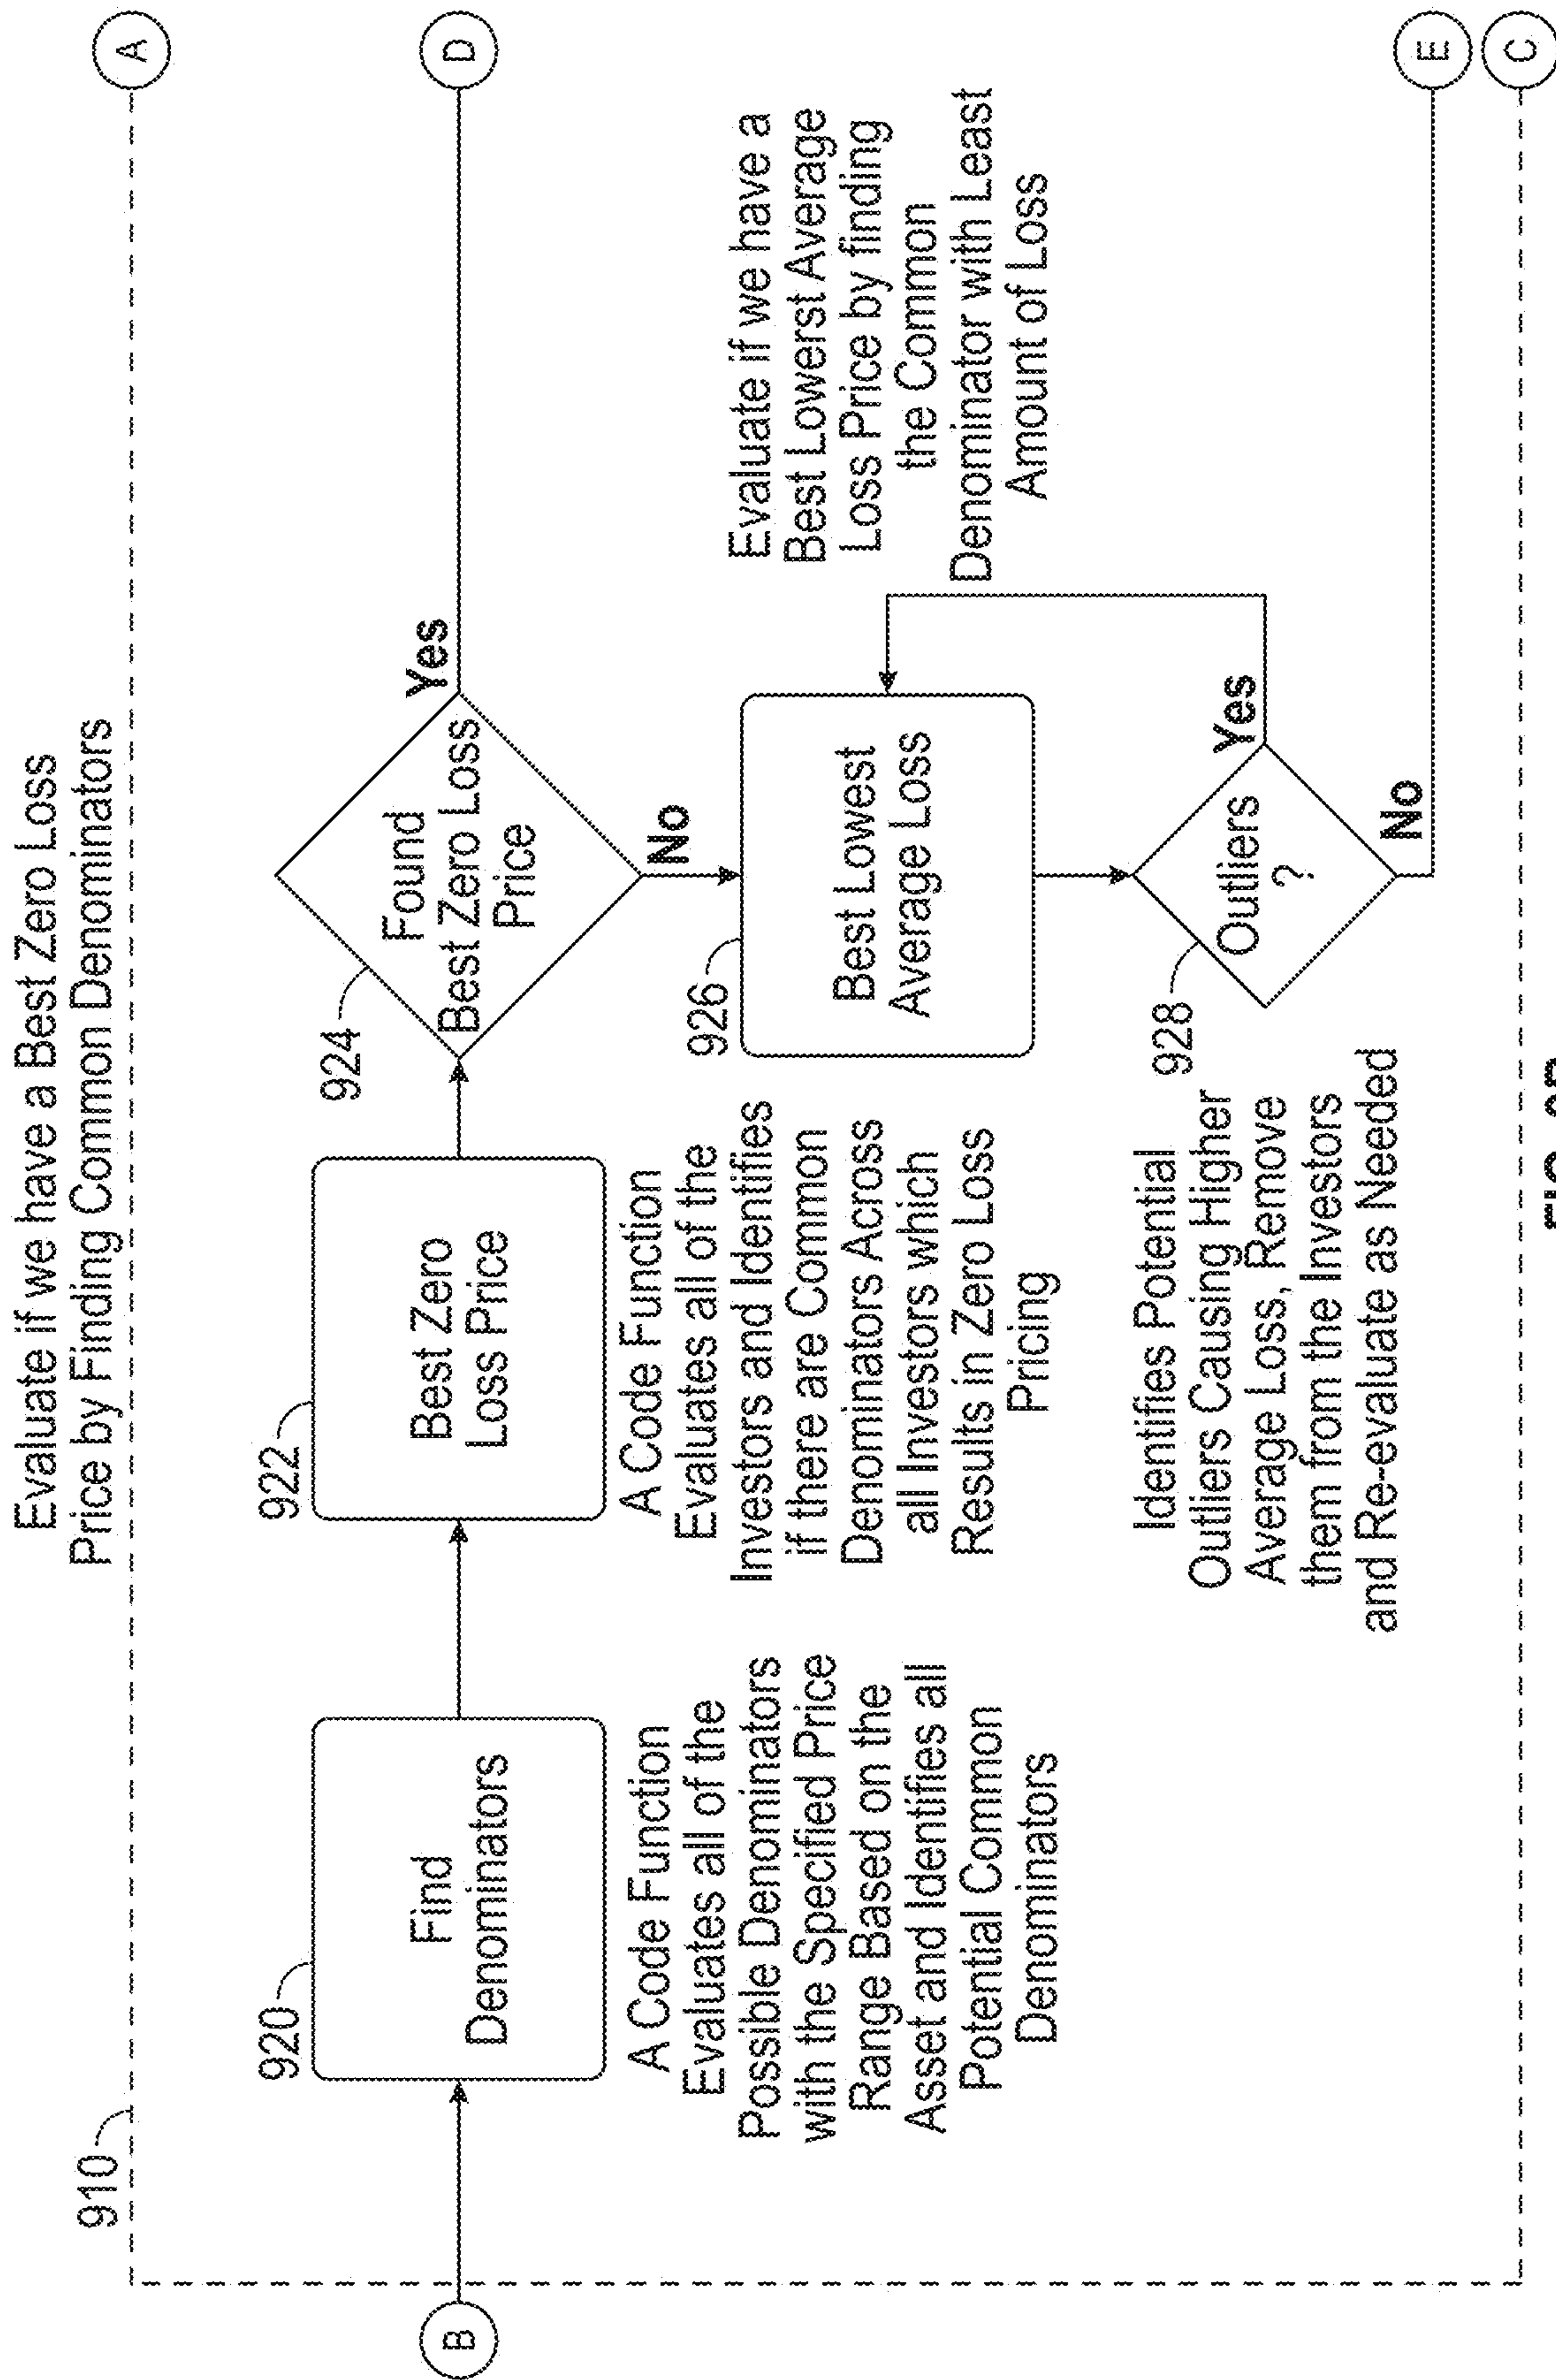 Evaluate if we have a Best Zero Loss
Price by Finding Common Denominators
910
A
B
920
Find
Denominators
A Code Function
Evaluates all of the
Possible Denominators
with the Specified Price
Range Based on the
Asset and Identifies all
Potential Common
Denominators
922
Best Zero
Loss Price
A Code Function
Evaluates all of the
Investors and Identifies
if there are Common
Denominators Across
all Investors which
Results in Zero Loss
Pricing
924
Found
Best Zero Loss
Price
Yes
D
No
926
Best Lowest
Average Loss
Evaluate if we have a
Best Lowerst Average
Loss Price by finding
the Common
Denominator with Least
Amount of Loss
Identifies Potential
Outliers Causing Higher
Average Loss, Remove
them from the Investors
and Re-evaluate as Needed
928
Outliers
?
Yes
No
E
C